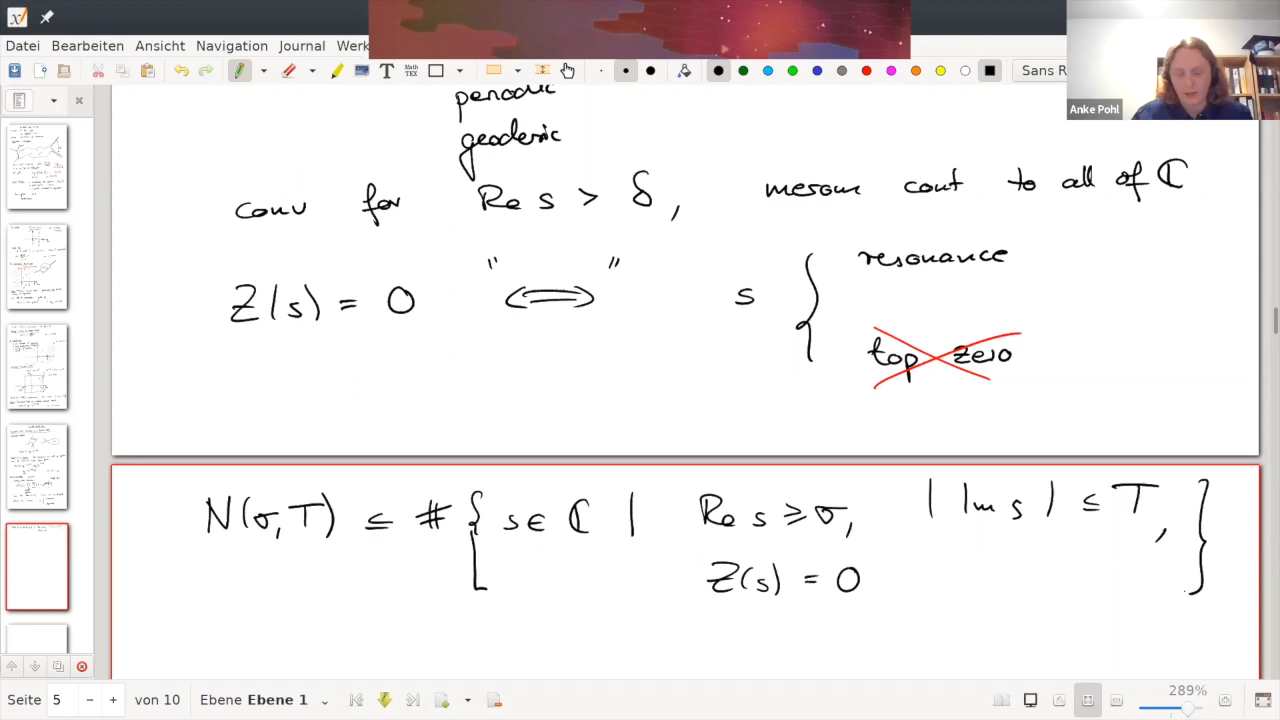 Datei Bearbeiten Ansicht Navigation Journal Werk
Sans R
Anke Pohl
periodic
geodesic
conv for Re s > δ, merom cont to all of ℂ
Z(s) = 0 "⟺" s { resonance
top zero
N(σ,T) ≤ # { s ∈ ℂ | Re s ≥ σ, | Im s | ≤ T,
Z(s) = 0 }
Seite 5 von 10 Ebene Ebene 1 289%